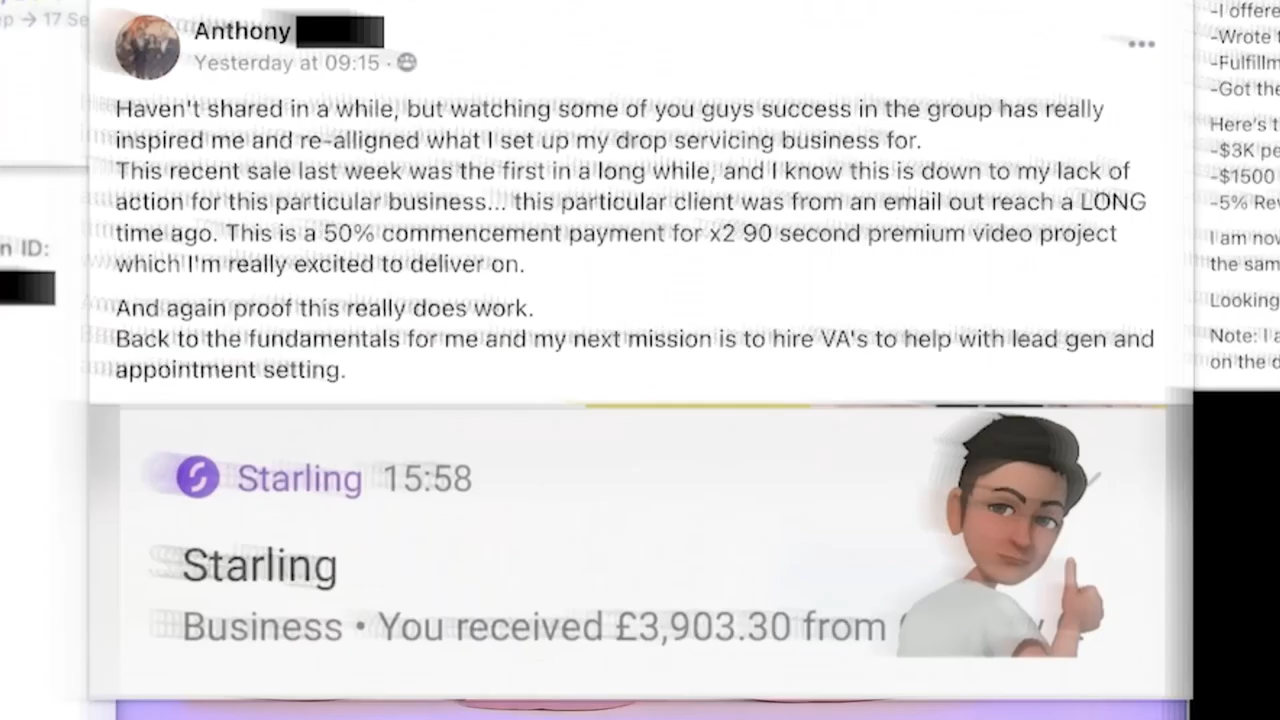 ep → 17 Se
n ID:
Anthony
Yesterday at 09:15 ·
Haven't shared in a while, but watching some of you guys success in the group has really
inspired me and re-alligned what I set up my drop servicing business for.
This recent sale last week was the first in a long while, and I know this is down to my lack of
action for this particular business... this particular client was from an email out reach a LONG
time ago. This is a 50% commencement payment for x2 90 second premium video project
which I'm really excited to deliver on.
And again proof this really does work.
Back to the fundamentals for me and my next mission is to hire VA's to help with lead gen and
appointment setting.
Starling 15:58
Starling
Business • You received £3,903.30 from
-I offere
-Wrote
-Fulfillm
-Got the
Here's t
-$3K pe
-$1500
-5% Rev
I am nov
the sam
Looking
Note: I a
on the d